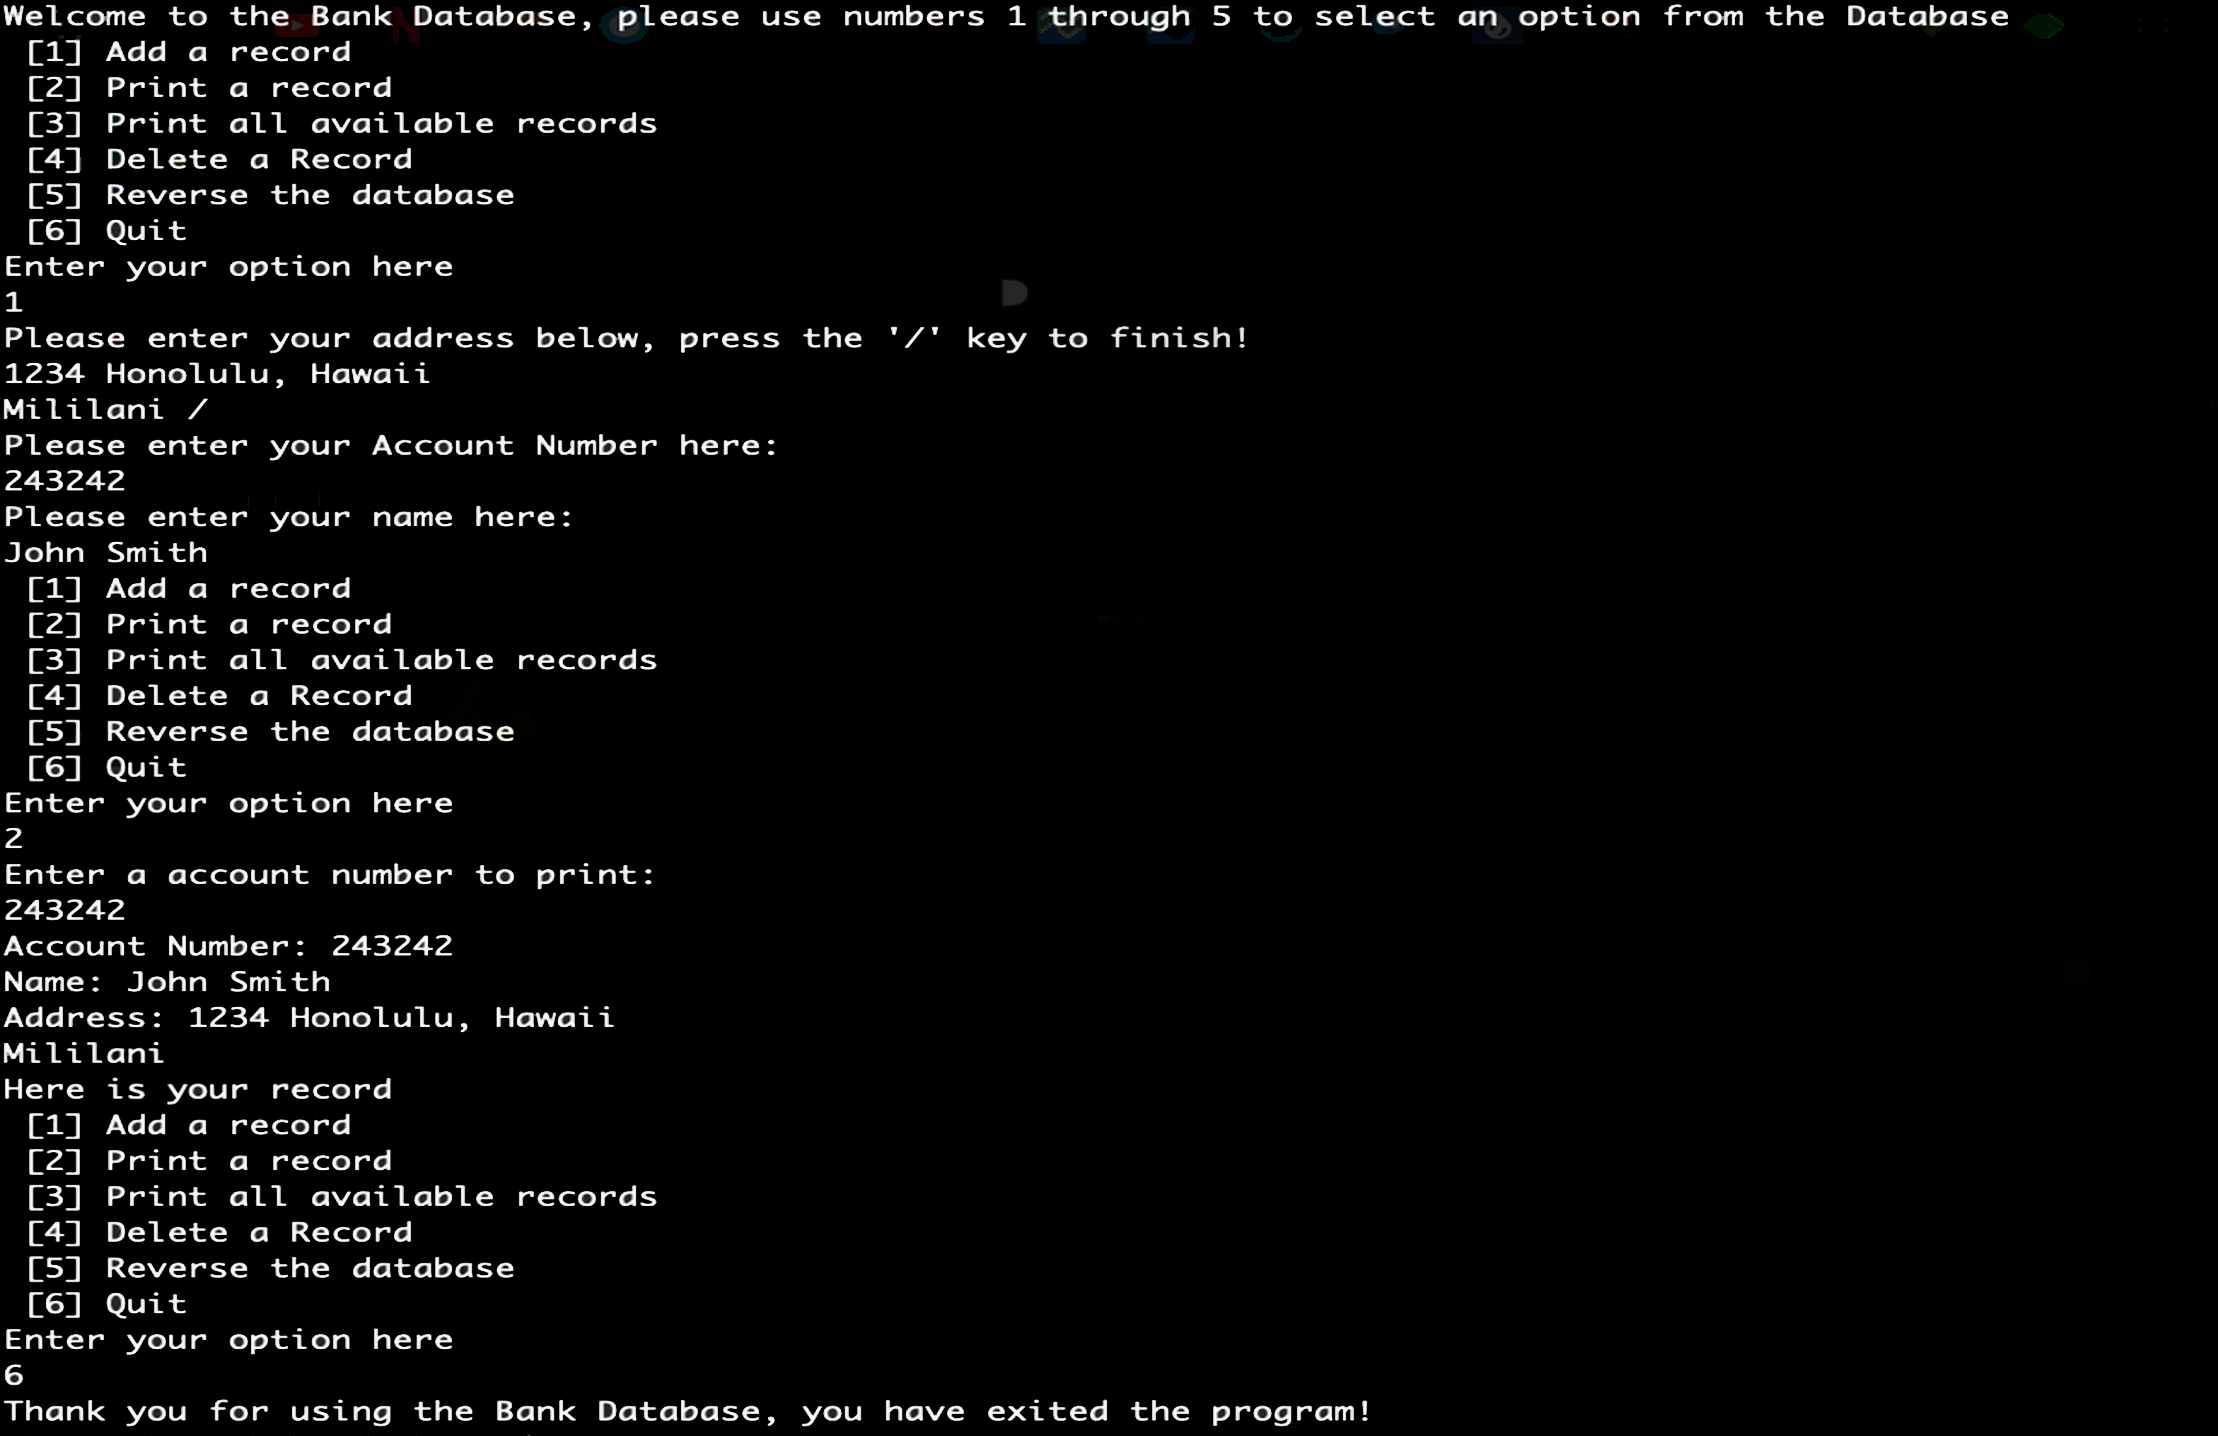 Welcome to the Bank Database, please use numbers 1 through 5 to select an option from the Database
[1] Add a record
[2] Print a record
[3] Print all available records
[4] Delete a Record
[5] Reverse the database
[6] Quit
Enter your option here
1
Please enter your address below, press the '/' key to finish!
1234 Honolulu, Hawaii
Mililani /
Please enter your Account Number here:
243242
Please enter your name here:
John Smith
[1] Add a record
[2] Print a record
[3] Print all available records
[4] Delete a Record
[5] Reverse the database
[6] Quit
Enter your option here
2
Enter a account number to print:
243242
Account Number: 243242
Name: John Smith
Address: 1234 Honolulu, Hawaii
Mililani
Here is your record
[1] Add a record
[2] Print a record
[3] Print all available records
[4] Delete a Record
[5] Reverse the database
[6] Quit
Enter your option here
6
Thank you for using the Bank Database, you have exited the program!